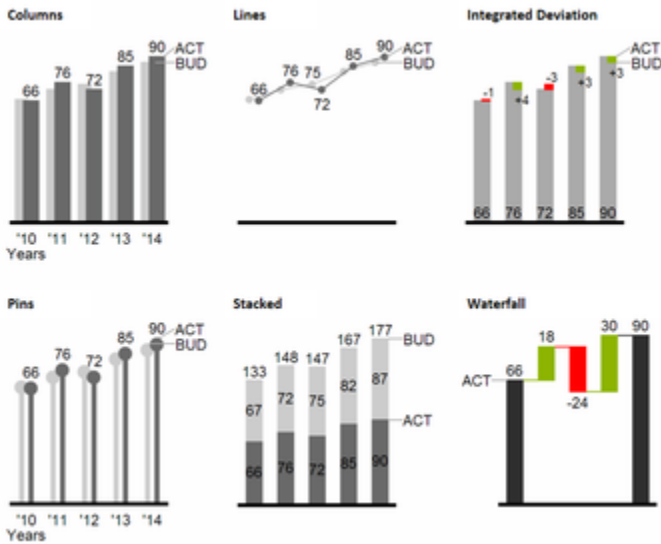 Columns
66 76 72 85 90 ACT
BUD
'10 '11 '12 '13 '14
Years
Lines
66 76 75 72 85 90 ACT
BUD
Integrated Deviation
-1 +4 -3 +3 +3 ACT
BUD
66 76 72 85 90
Pins
66 76 72 85 90 ACT
BUD
'10 '11 '12 '13 '14
Years
Stacked
133 148 147 167 177 BUD
67 72 75 82 87
ACT
66 76 72 85 90
Waterfall
ACT 66 18 -24 30 90